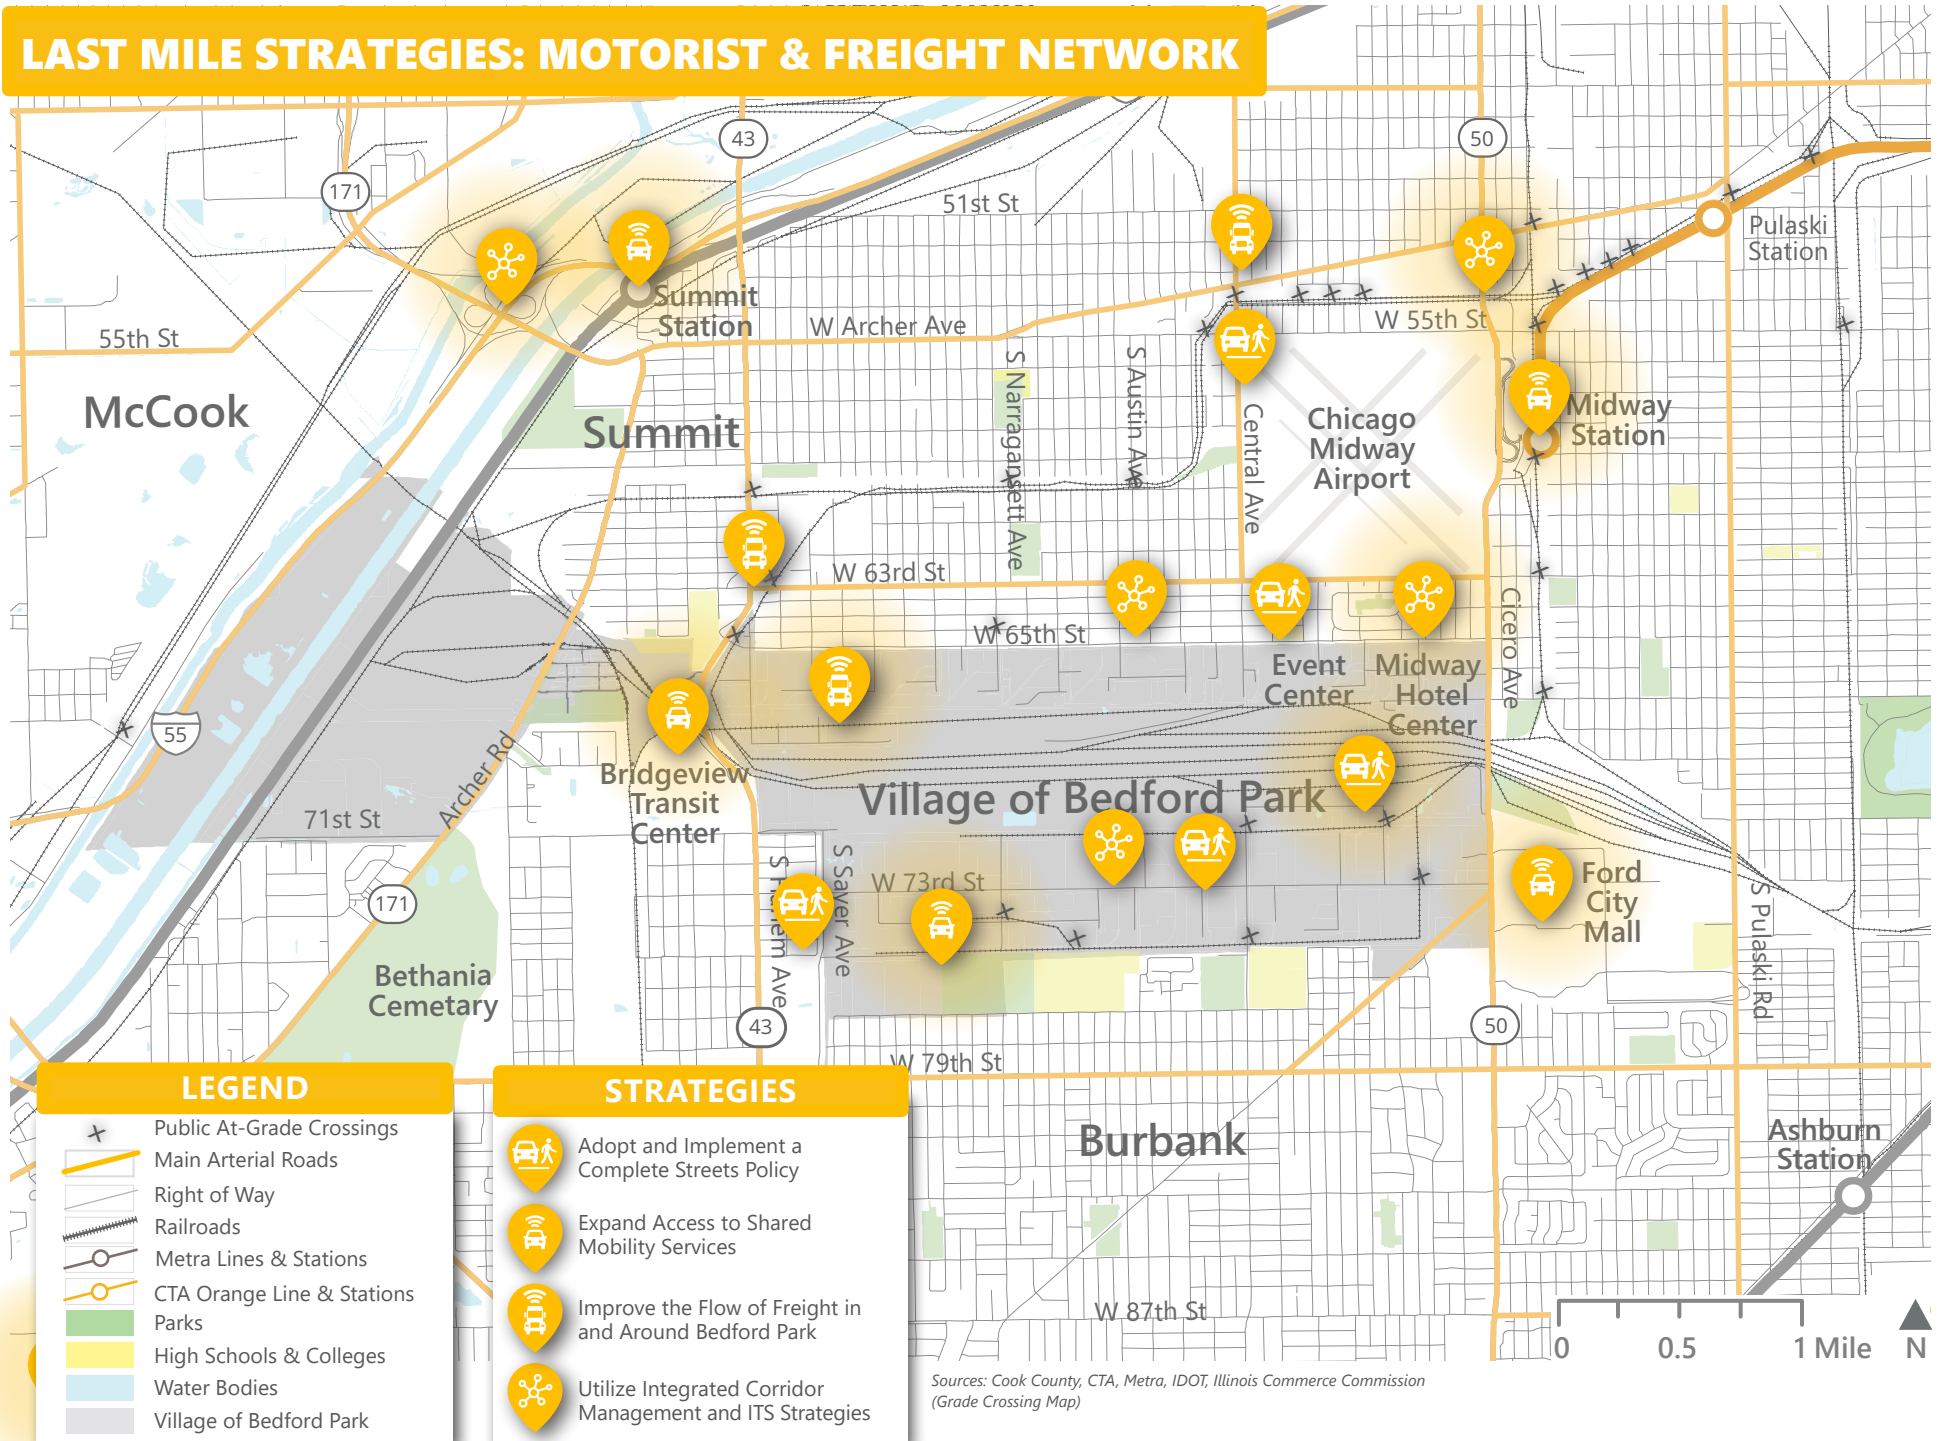 LAST MILE STRATEGIES: MOTORIST & FREIGHT NETWORK
43
50
171
51st St
Pulaski
Station
Summit
Station
W Archer Ave
W 55th St
55th St
McCook
Summit
S Narragansett Ave
S Austin Ave
Central Ave
Chicago
Midway
Airport
Midway
Station
W 63rd St
W 65th St
Cicero Ave
Event
Center
Midway
Hotel
Center
55
Archer Rd
Bridgeview
Transit
Center
Village of Bedford Park
71st St
S Harlem Ave
S Sayer Ave
W 73rd St
Ford
City
Mall
S Pulaski Rd
171
Bethania
Cemetary
43
50
W 79th St
Burbank
Ashburn
Station
W 87th St
0
0.5
1 Mile
N
LEGEND
Public At-Grade Crossings
Main Arterial Roads
Right of Way
Railroads
Metra Lines & Stations
CTA Orange Line & Stations
Parks
High Schools & Colleges
Water Bodies
Village of Bedford Park
STRATEGIES
Adopt and Implement a
Complete Streets Policy
Expand Access to Shared
Mobility Services
Improve the Flow of Freight in
and Around Bedford Park
Utilize Integrated Corridor
Management and ITS Strategies
Sources: Cook County, CTA, Metra, IDOT, Illinois Commerce Commission
(Grade Crossing Map)